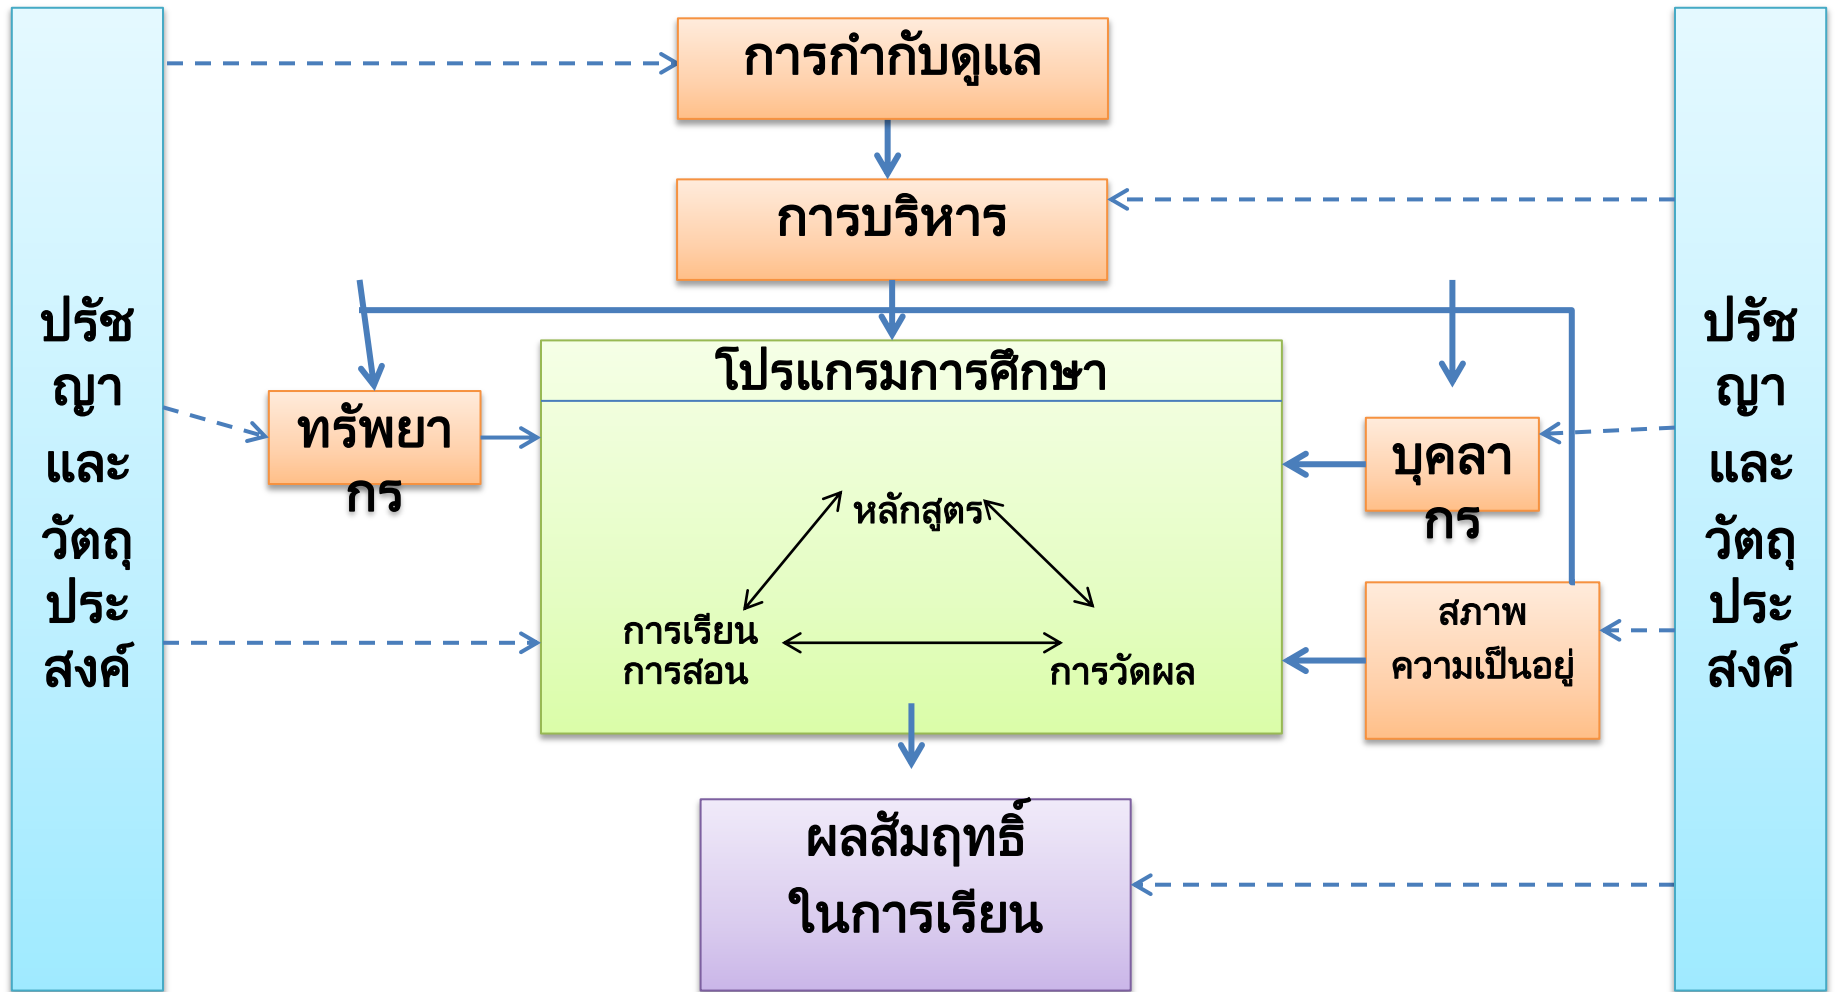 การกำกับดูแล
การบริหาร
ปรัช
ญา
และ
วัตถุ
ประ
สงค์
โปรแกรมการศึกษา
ทรัพยา
กร
หลักสูตร
การเรียน
การสอน
การวัดผล
บุคลา
กร
สภาพ
ความเป็นอยู่
ปรัช
ญา
และ
วัตถุ
ประ
สงค์
ผลสัมฤทธิ์
ในการเรียน